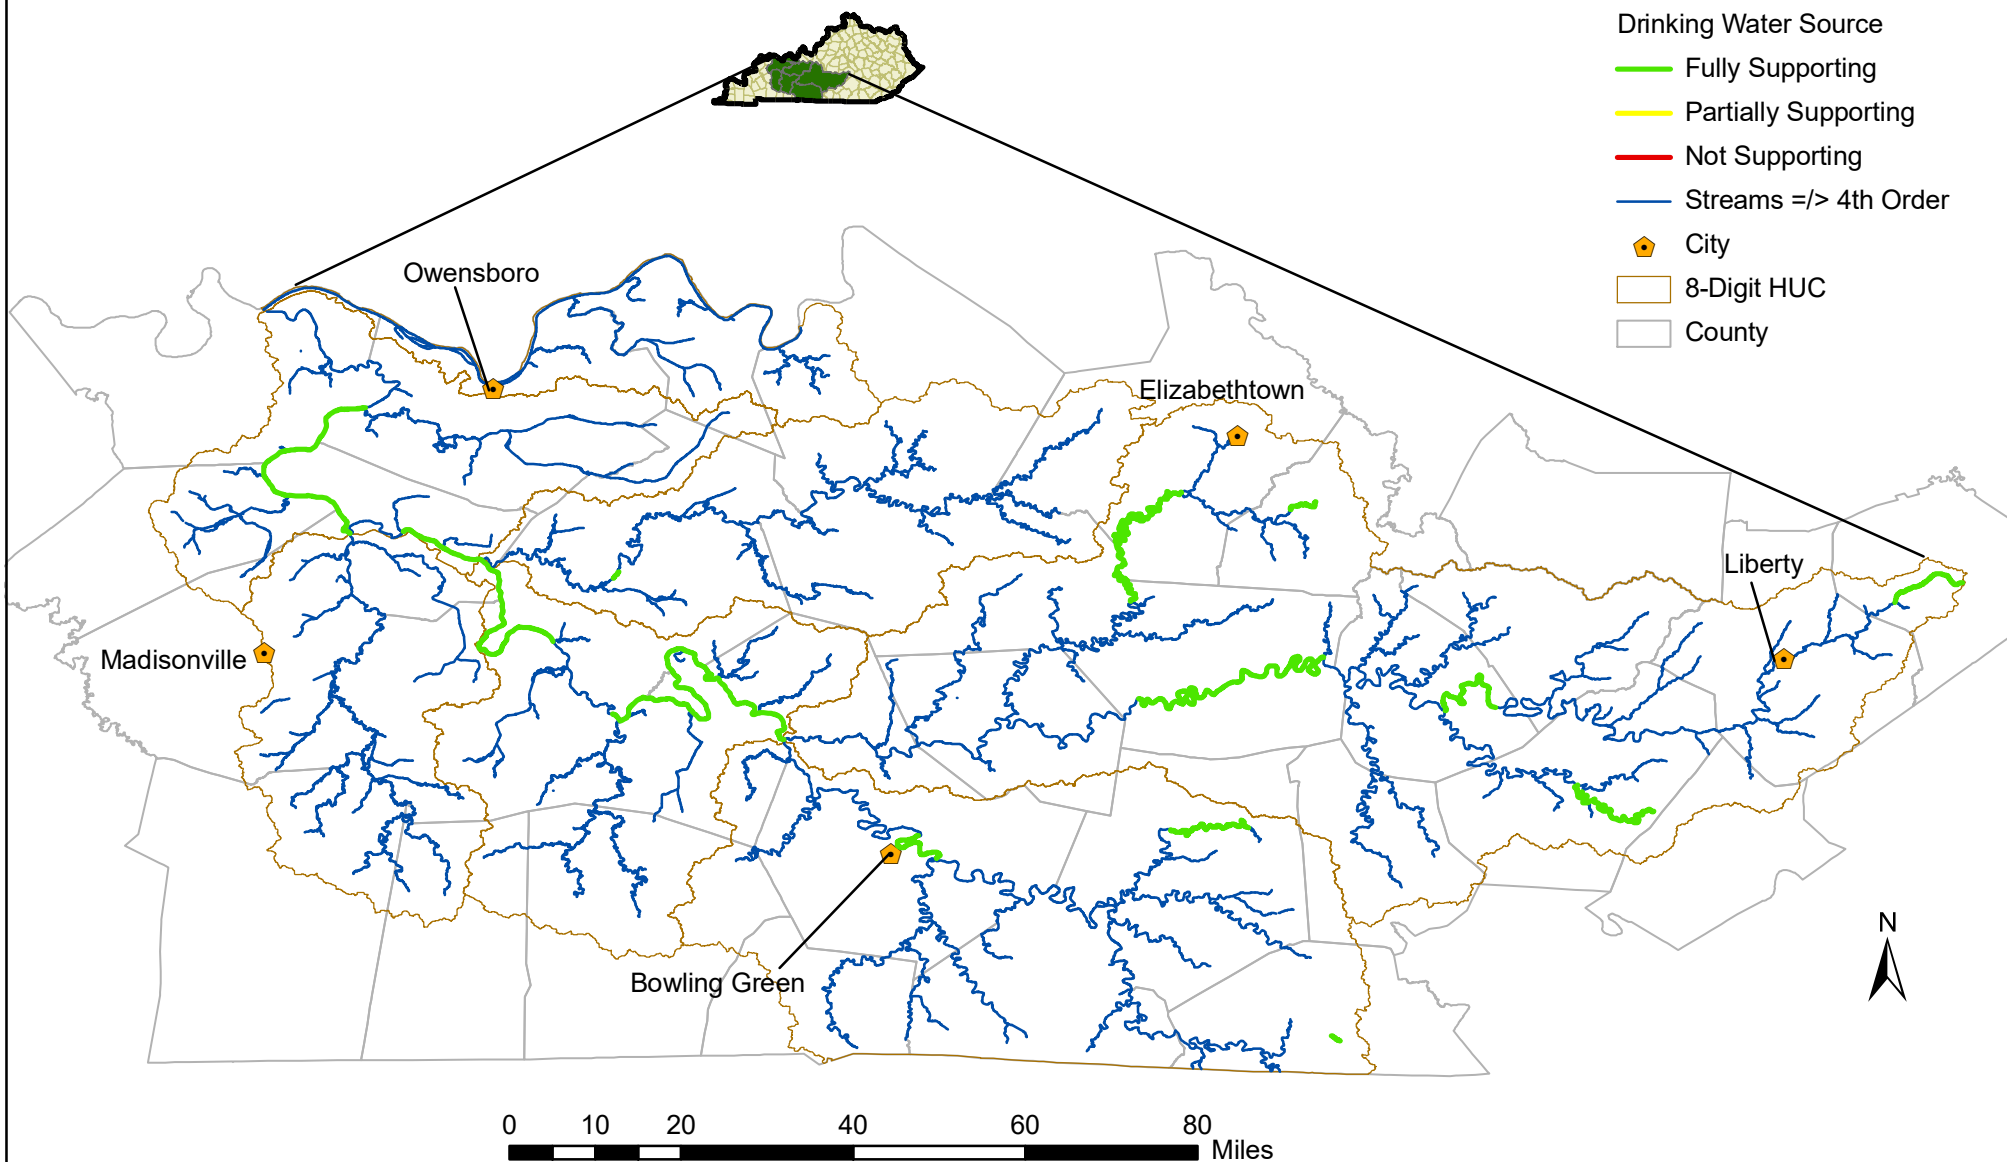 Drinking Water Source
Fully Supporting
Partially Supporting
Not Supporting
Streams =/> 4th Order
City
8-Digit HUC
County
Owensboro
Elizabethtown
Liberty
Madisonville
Bowling Green
N
0 10 20 40 60 80
Miles